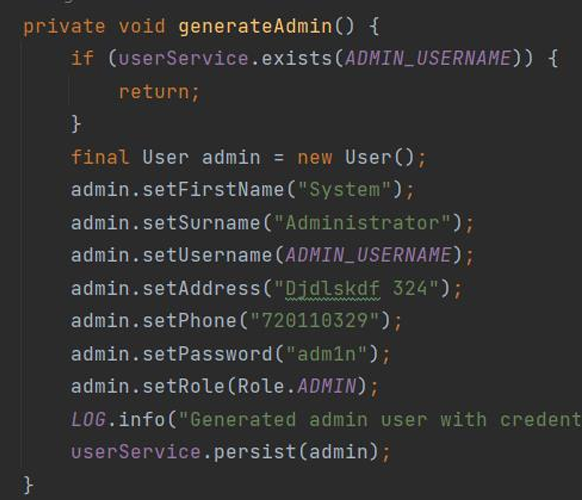 private void generateAdmin() {
if (userService.exists(ADMIN_USERNAME)) {
return;
}
final User admin = new User();
admin.setFirstName("System");
admin.setSurname("Administrator");
admin.setUsername(ADMIN_USERNAME);
admin.setAddress("Djdlskdf 324");
admin.setPhone("720110329");
admin.setPassword("adm1n");
admin.setRole(Role.ADMIN);
LOG.info("Generated admin user with credent
userService.persist(admin);
}